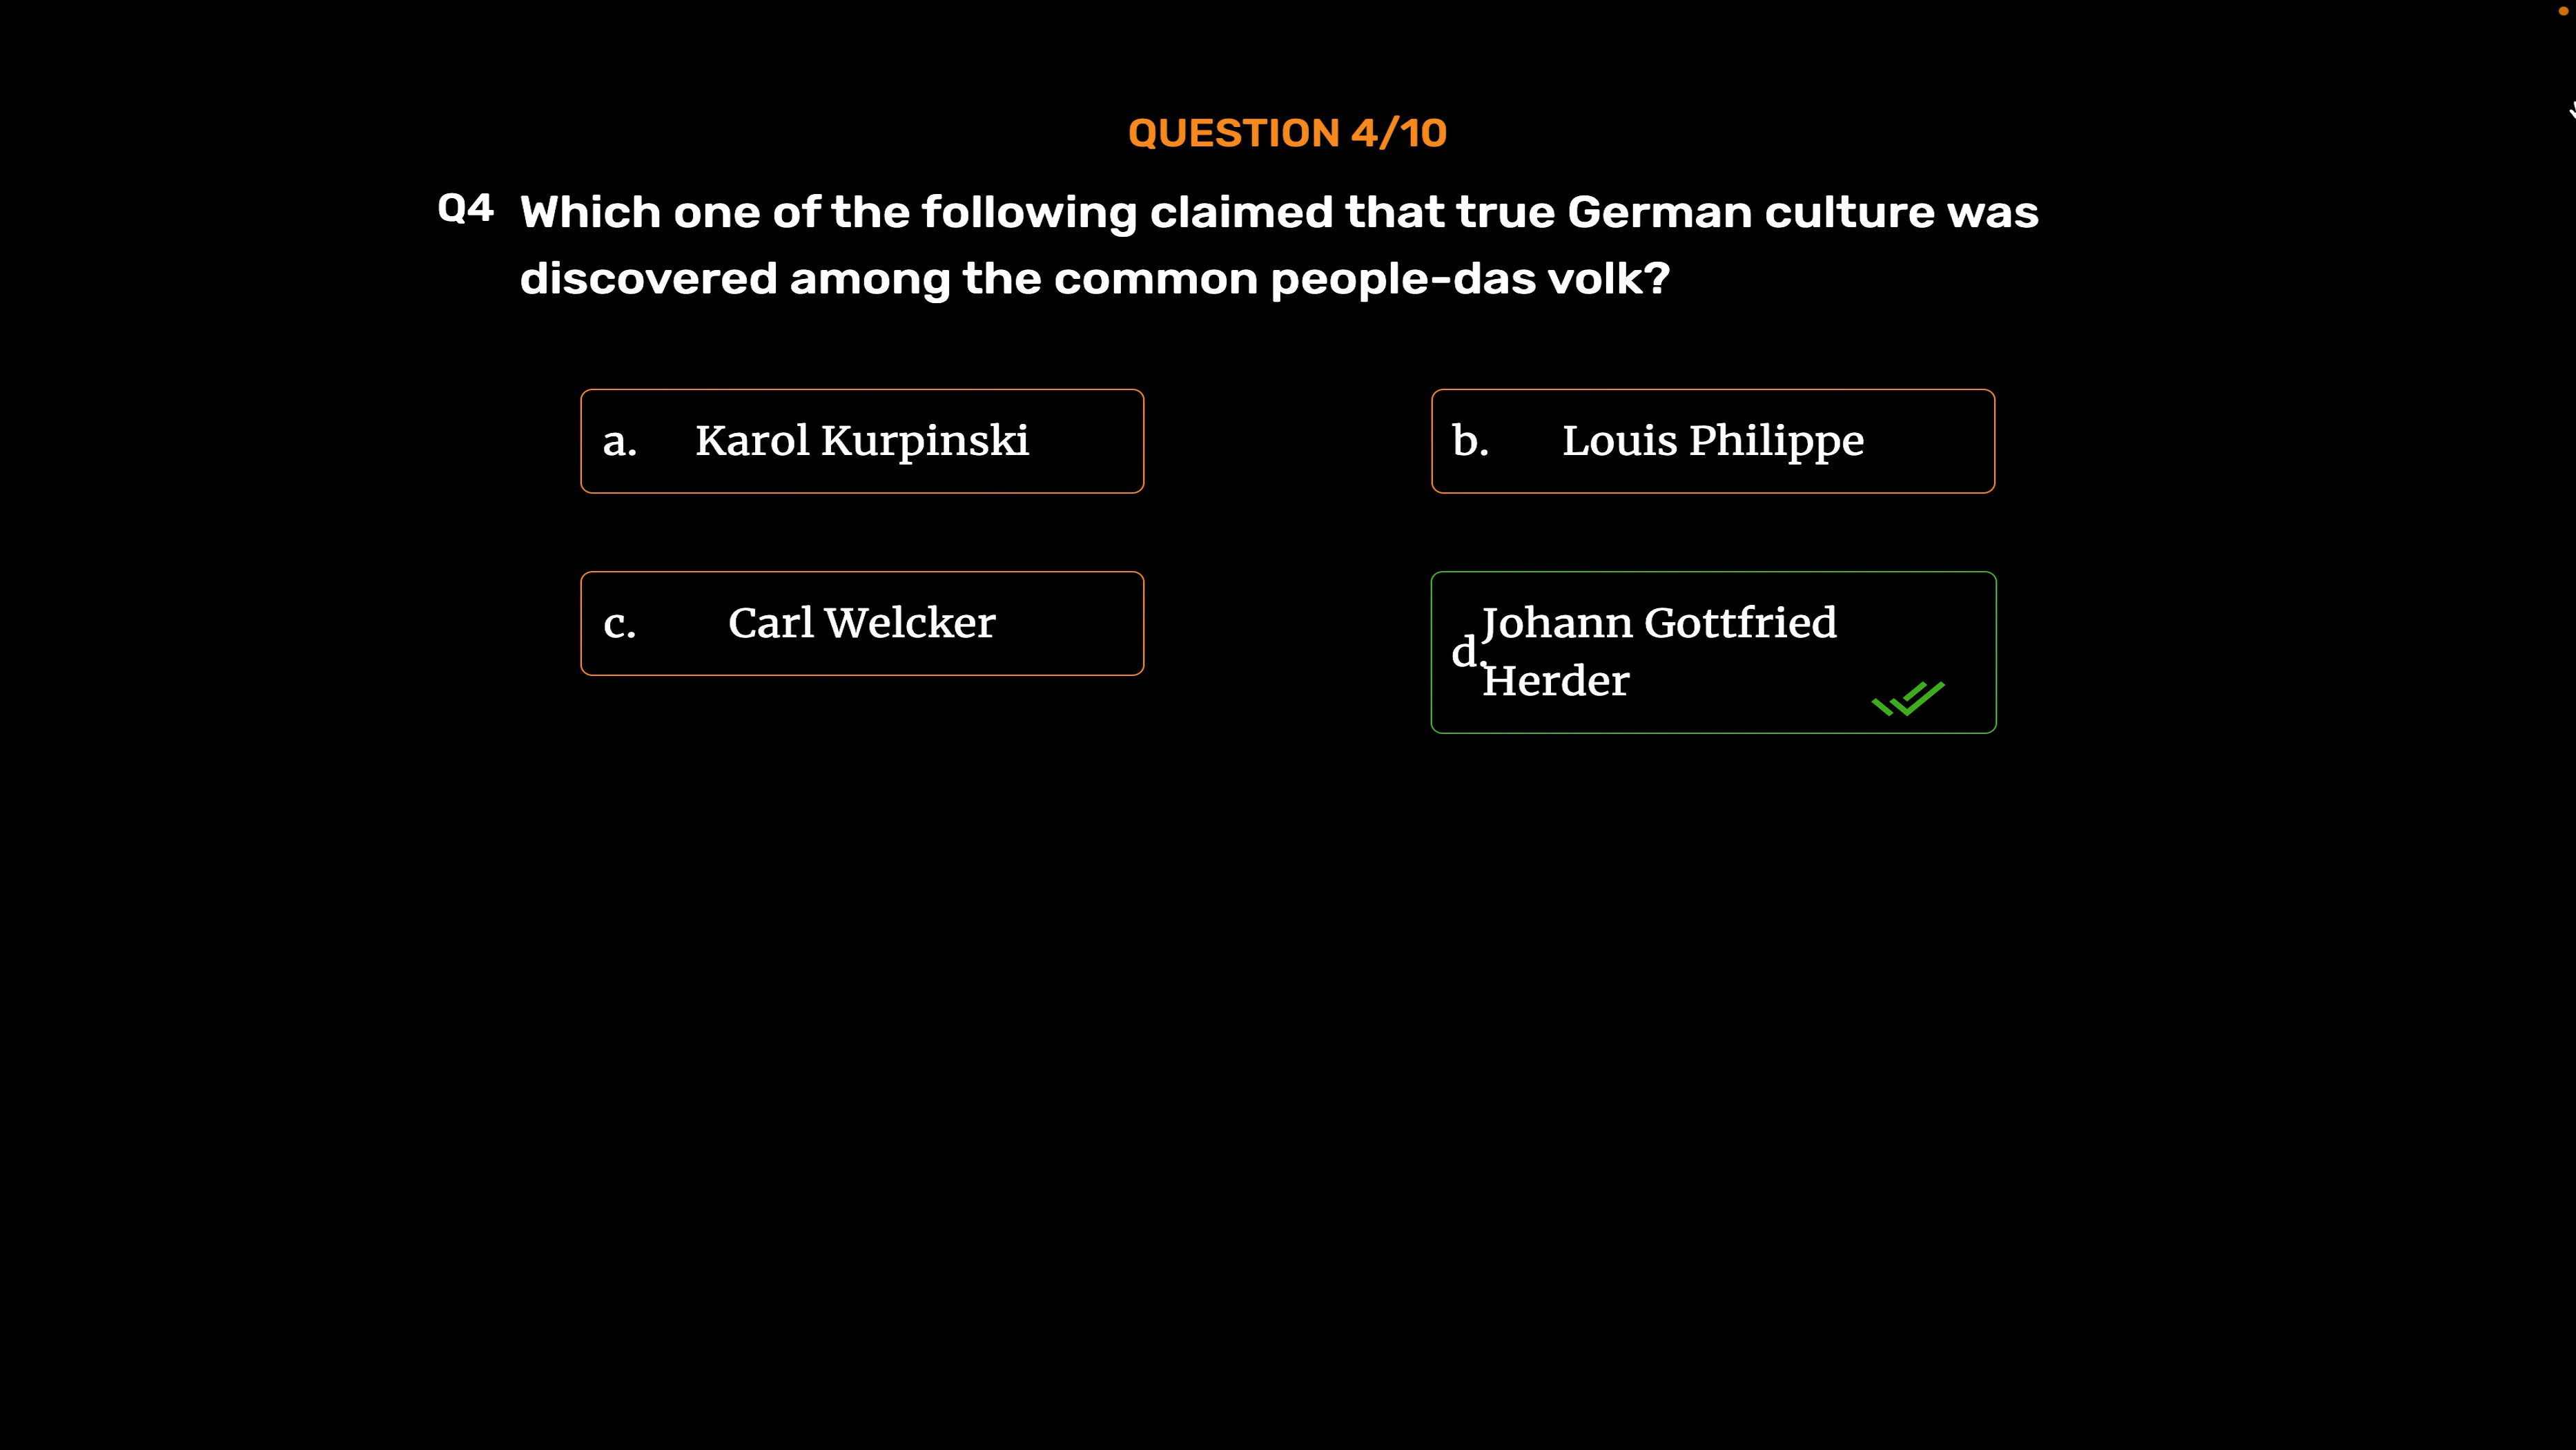 QUESTION 4/10
Q4 Which one of the following claimed that true German culture was
discovered among the common people-das volk?
a. Karol Kurpinski
b. Louis Philippe
c. Carl Welcker
d. Johann Gottfried
Herder